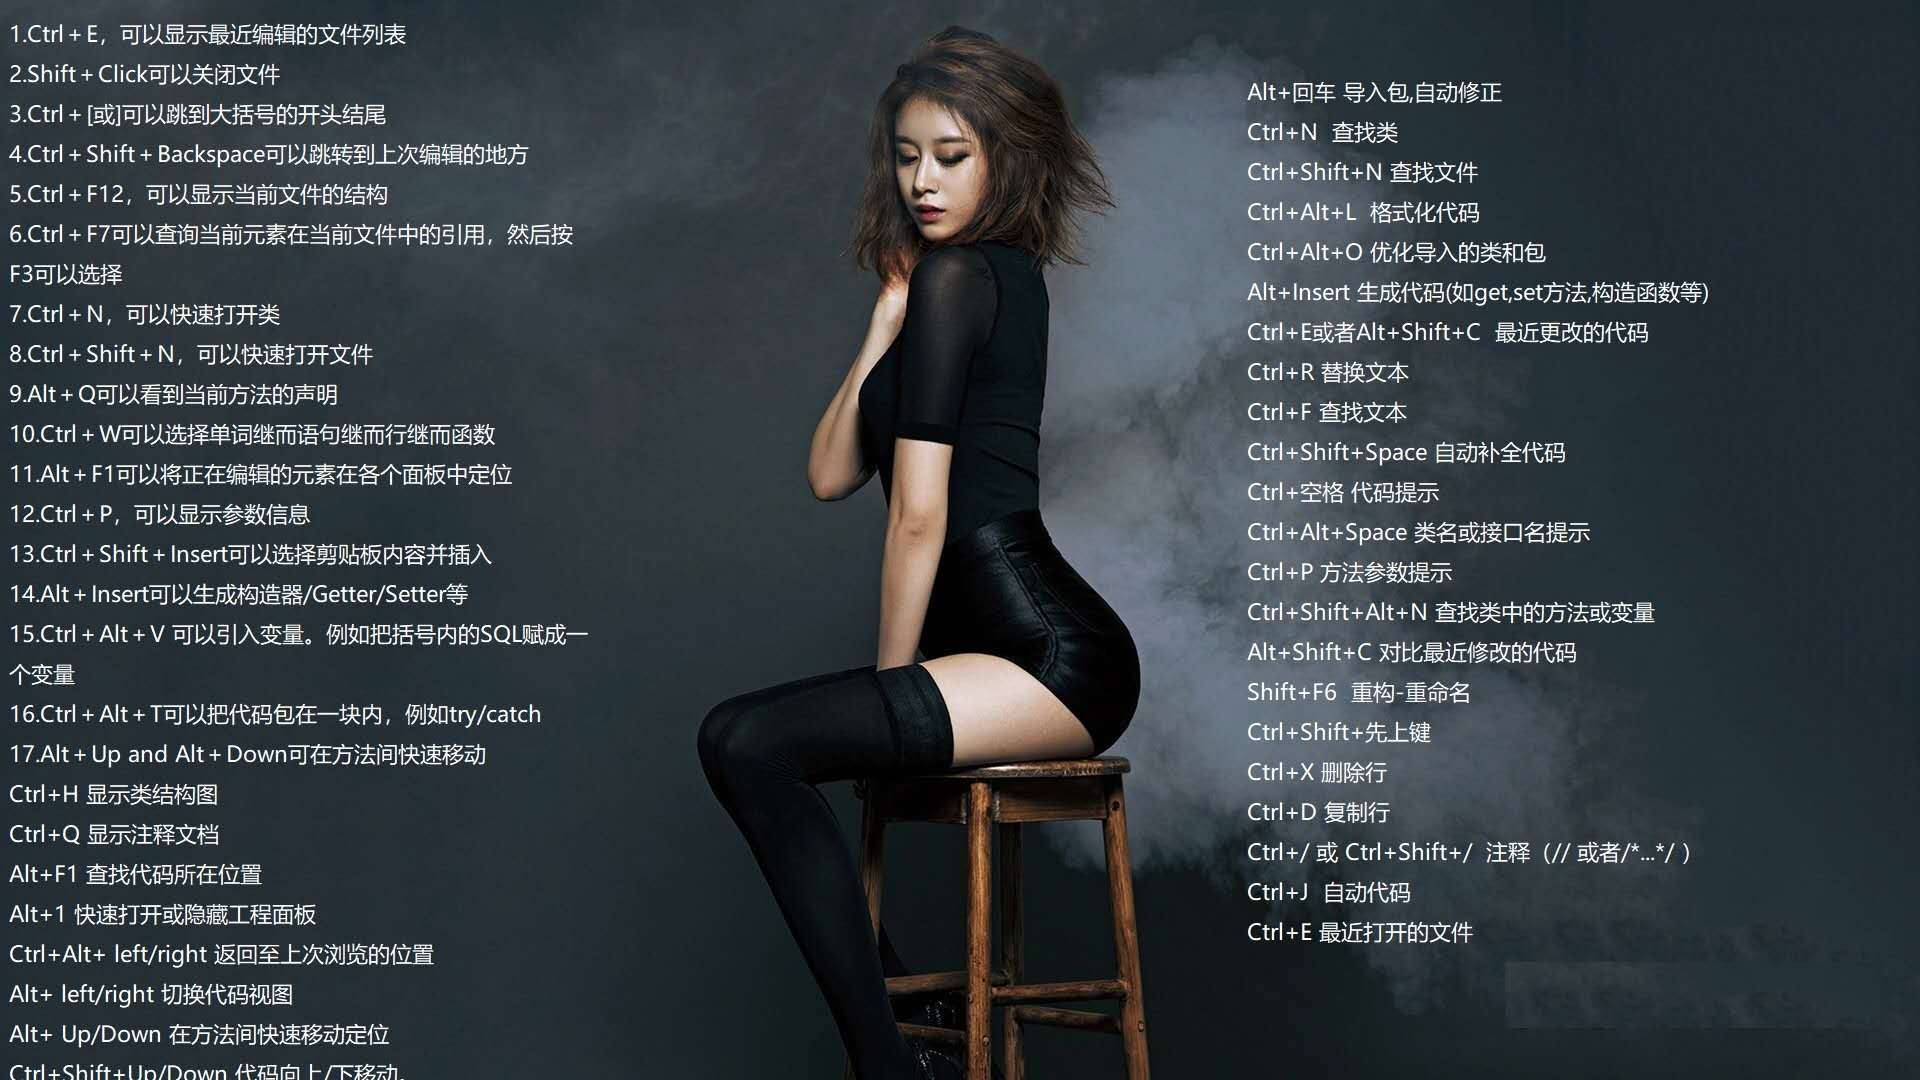 1.Ctrl＋E，可以显示最近编辑的文件列表
2.Shift＋Click可以关闭文件
3.Ctrl＋[或]可以跳到大括号的开头结尾
4.Ctrl＋Shift＋Backspace可以跳转到上次编辑的地方
5.Ctrl＋F12，可以显示当前文件的结构
6.Ctrl＋F7可以查询当前元素在当前文件中的引用，然后按
F3可以选择
7.Ctrl＋N，可以快速打开类
8.Ctrl＋Shift＋N，可以快速打开文件
9.Alt＋Q可以看到当前方法的声明
10.Ctrl＋W可以选择单词继而语句继而行继而函数
11.Alt＋F1可以将正在编辑的元素在各个面板中定位
12.Ctrl＋P，可以显示参数信息
13.Ctrl＋Shift＋Insert可以选择剪贴板内容并插入
14.Alt＋Insert可以生成构造器/Getter/Setter等
15.Ctrl＋Alt＋V 可以引入变量。例如把括号内的SQL赋成一
个变量
16.Ctrl＋Alt＋T可以把代码包在一块内，例如try/catch
17.Alt＋Up and Alt＋Down可在方法间快速移动
Ctrl+H 显示类结构图
Ctrl+Q 显示注释文档
Alt+F1 查找代码所在位置
Alt+1 快速打开或隐藏工程面板
Ctrl+Alt+ left/right 返回至上次浏览的位置
Alt+ left/right 切换代码视图
Alt+ Up/Down 在方法间快速移动定位
Ctrl+Shift+Up/Down 代码向上/下移动。
Alt+回车 导入包,自动修正
Ctrl+N  查找类
Ctrl+Shift+N 查找文件
Ctrl+Alt+L  格式化代码
Ctrl+Alt+O 优化导入的类和包
Alt+Insert 生成代码(如get,set方法,构造函数等)
Ctrl+E或者Alt+Shift+C  最近更改的代码
Ctrl+R 替换文本
Ctrl+F 查找文本
Ctrl+Shift+Space 自动补全代码
Ctrl+空格 代码提示
Ctrl+Alt+Space 类名或接口名提示
Ctrl+P 方法参数提示
Ctrl+Shift+Alt+N 查找类中的方法或变量
Alt+Shift+C 对比最近修改的代码
Shift+F6  重构-重命名
Ctrl+Shift+先上键
Ctrl+X 删除行
Ctrl+D 复制行
Ctrl+/ 或 Ctrl+Shift+/  注释（// 或者/*...*/ ）
Ctrl+J  自动代码
Ctrl+E 最近打开的文件